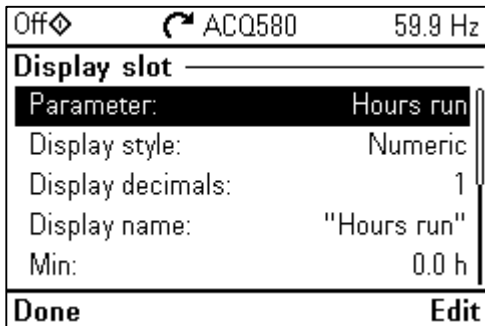 Off ACQ580 59.9 Hz
Display slot
Parameter: Hours run
Display style: Numeric
Display decimals: 1
Display name: "Hours run"
Min: 0.0 h
Done Edit